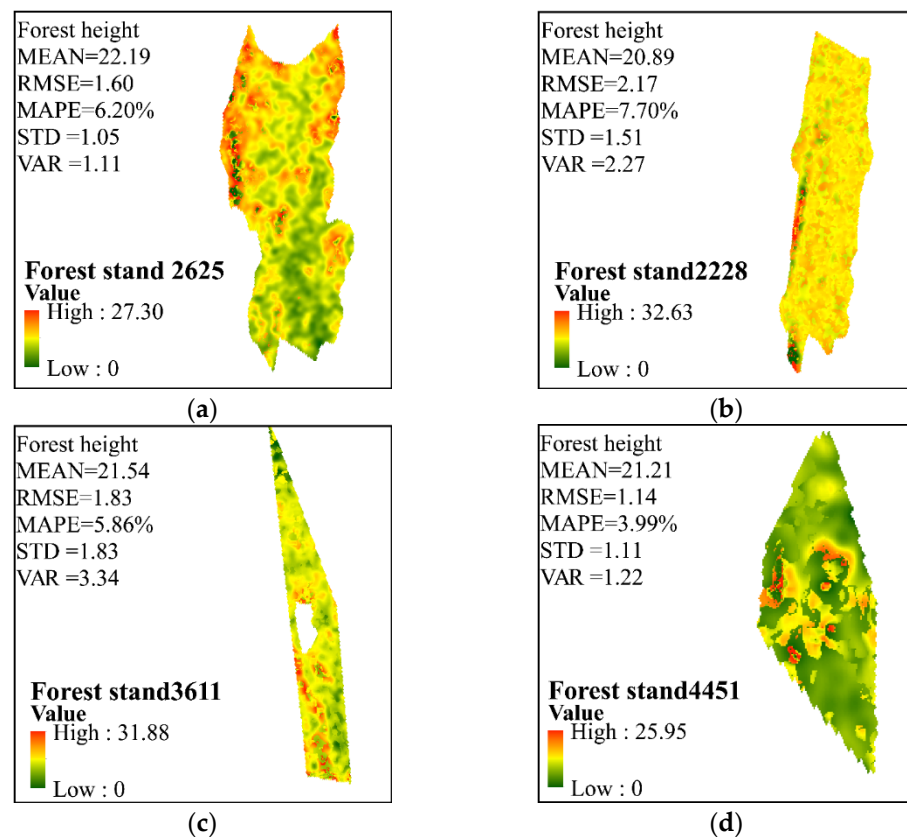 Forest height
MEAN=22.19
RMSE=1.60
MAPE=6.20%
STD =1.05
VAR =1.11
Forest stand 2625
Value
High : 27.30
Low : 0
(a)
Forest height
MEAN=20.89
RMSE=2.17
MAPE=7.70%
STD =1.51
VAR =2.27
Forest stand2228
Value
High : 32.63
Low : 0
(b)
Forest height
MEAN=21.54
RMSE=1.83
MAPE=5.86%
STD =1.83
VAR =3.34
Forest stand3611
Value
High : 31.88
Low : 0
(c)
Forest height
MEAN=21.21
RMSE=1.14
MAPE=3.99%
STD =1.11
VAR =1.22
Forest stand4451
Value
High : 25.95
Low : 0
(d)